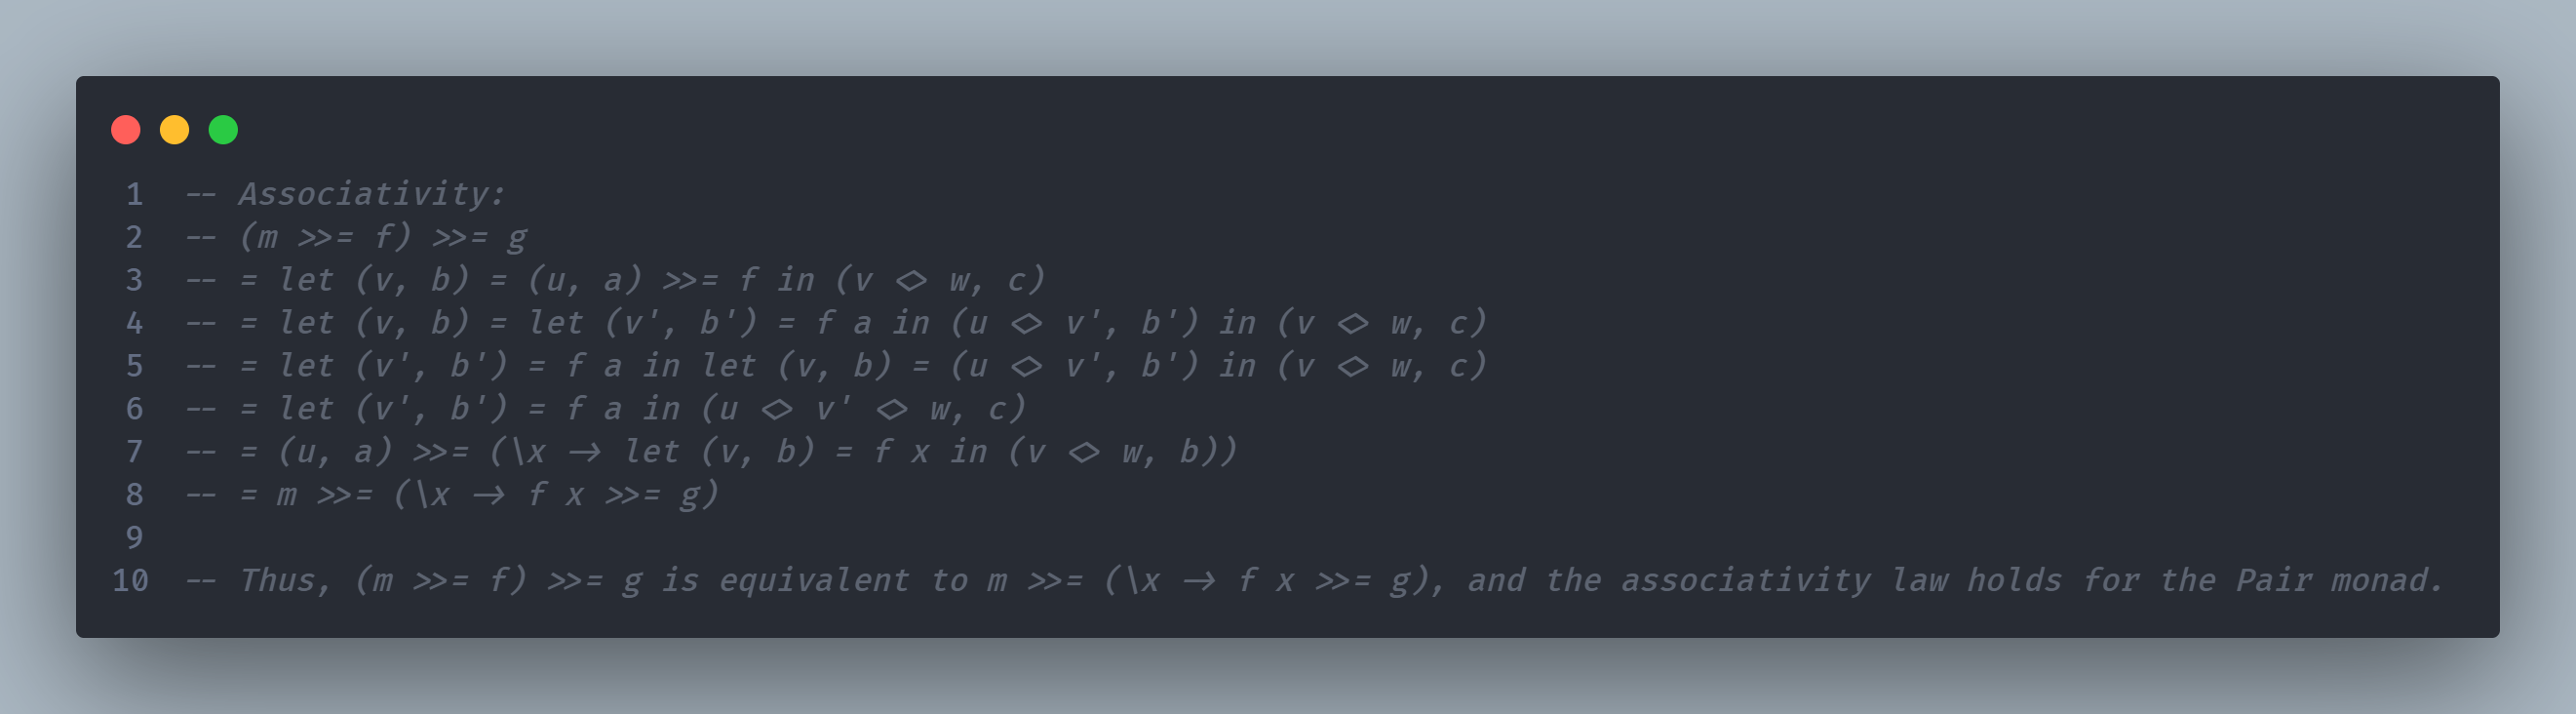 1 -- Associativity:
2 -- (m >>= f) >>= g
3 -- = let (v, b) = (u, a) >>= f in (v <> w, c)
4 -- = let (v, b) = let (v', b') = f a in (u <> v', b') in (v <> w, c)
5 -- = let (v', b') = f a in let (v, b) = (u <> v', b') in (v <> w, c)
6 -- = let (v', b') = f a in (u <> v' <> w, c)
7 -- = (u, a) >>= (\x -> let (v, b) = f x in (v <> w, b))
8 -- = m >>= (\x -> f x >>= g)
9
10 -- Thus, (m >>= f) >>= g is equivalent to m >>= (\x -> f x >>= g), and the associativity law holds for the Pair monad.